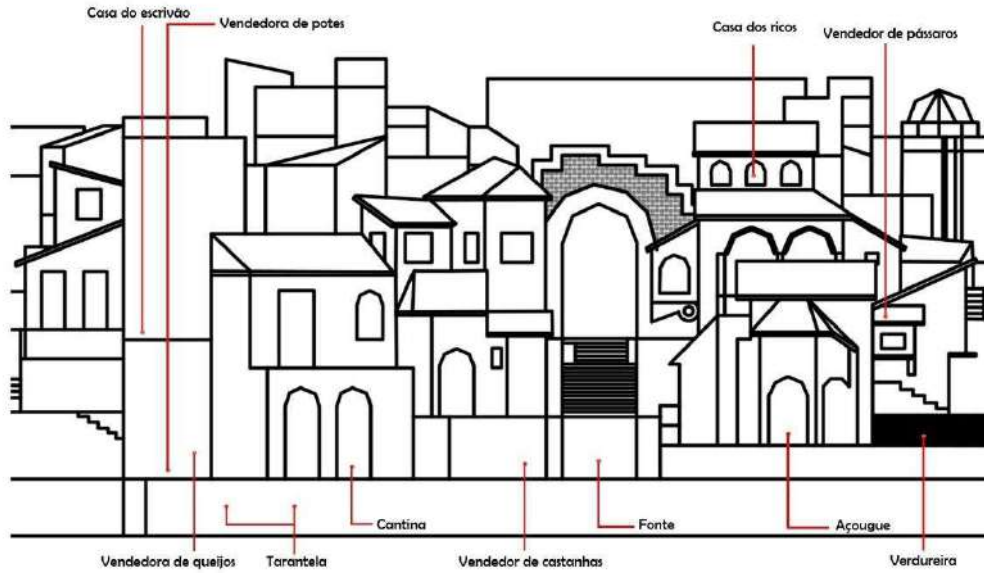 Casa do escrivão
Vendedora de potes
Casa dos ricos
Vendedor de pássaros
Cantina
Fonte
Açougue
Vendedora de queijos
Tarantela
Vendedor de castanhas
Verdureira